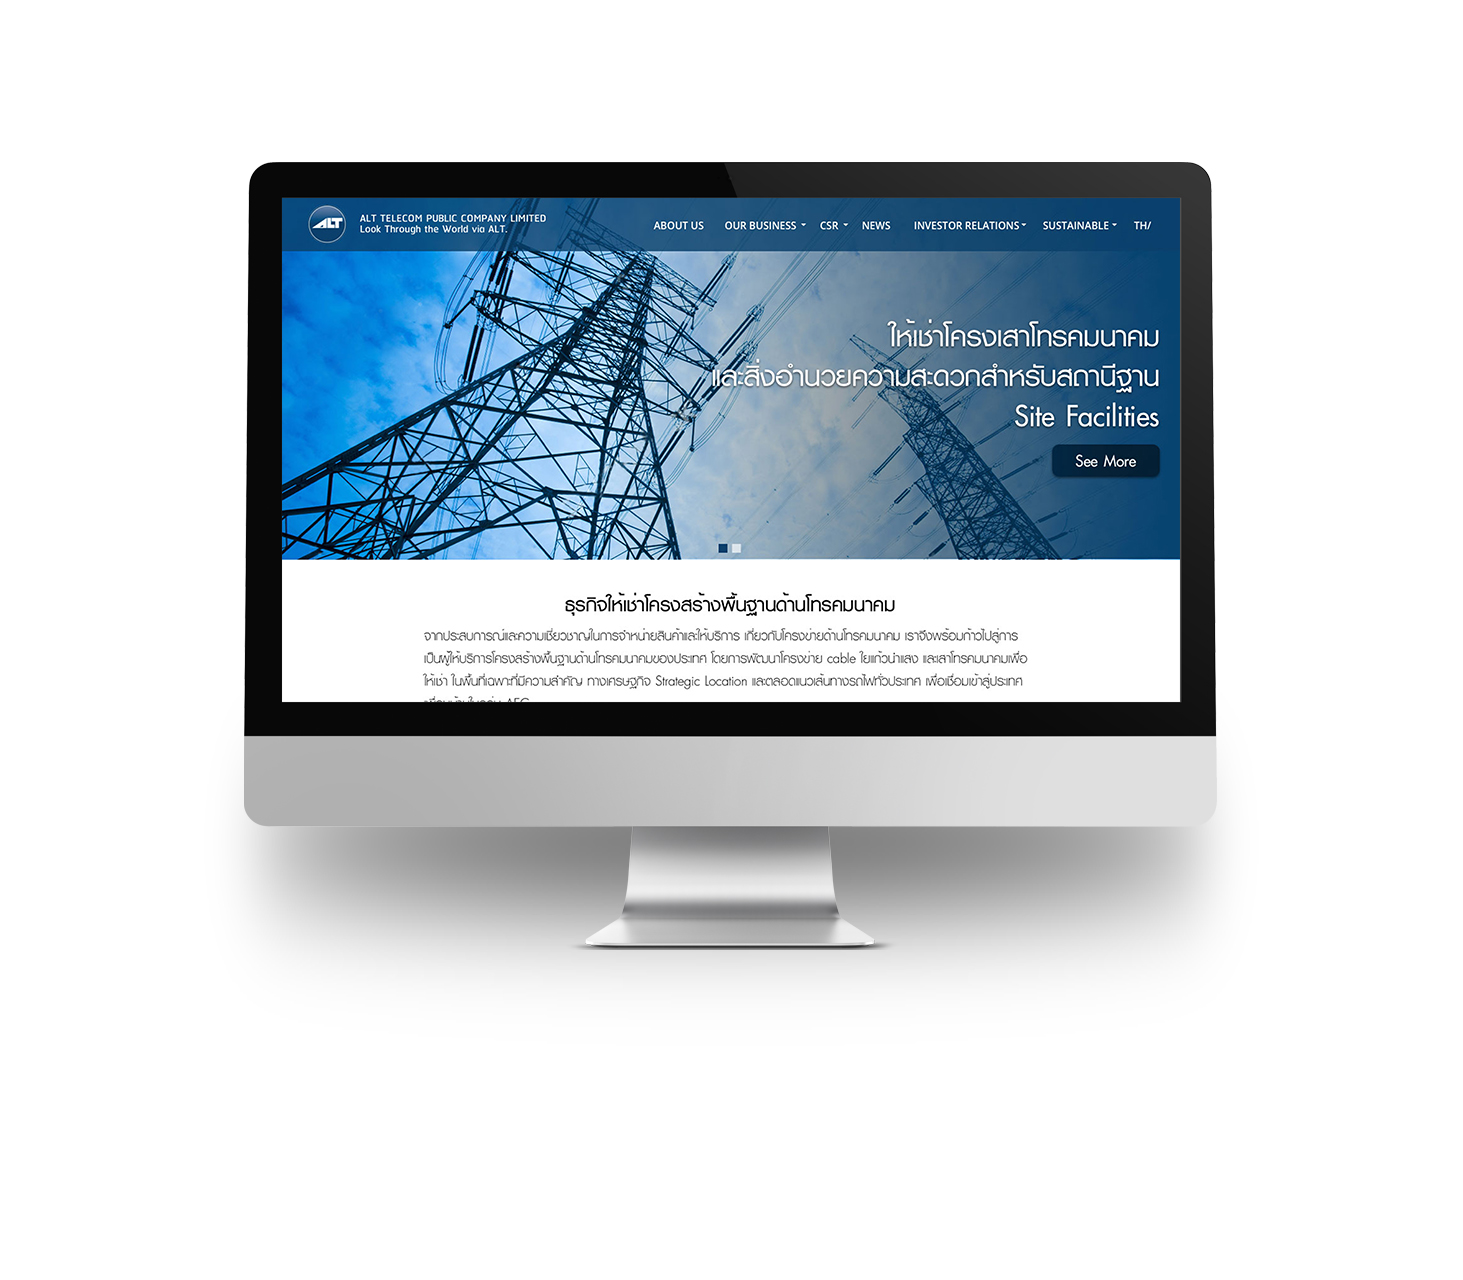 ALT
ALT TELECOM PUBLIC COMPANY LIMITED
Look Through the World via ALT.
ABOUT US OUR BUSINESS CSR NEWS INVESTOR RELATIONS SUSTAINABLE TH/
ให้เช่าโครงเสาโทรคมนาคม
และสิ่งอำนวยความสะดวกสำหรับสถานีฐาน
Site Facilities
See More
ธุรกิจให้เช่าโครงสร้างพื้นฐานด้านโทรคมนาคม
จากประสบการณ์และความเชี่ยวชาญในการจำหน่ายสินค้าและให้บริการ เกี่ยวกับโครงข่ายด้านโทรคมนาคม เราจึงพร้อมก้าวไปสู่การ
เป็นผู้ให้บริการโครงสร้างพื้นฐานด้านโทรคมนาคมของประเทศ โดยการพัฒนาโครงข่าย cable ใยแก้วนำแสง และเสาโทรคมนาคมเพื่อ
ให้เช่า ในพื้นที่เฉพาะที่มีความสำคัญ ทางเศรษฐกิจ Strategic Location และตลอดแนวเส้นทางรถไฟทั่วประเทศ เพื่อเชื่อมเข้าสู่ประเทศ